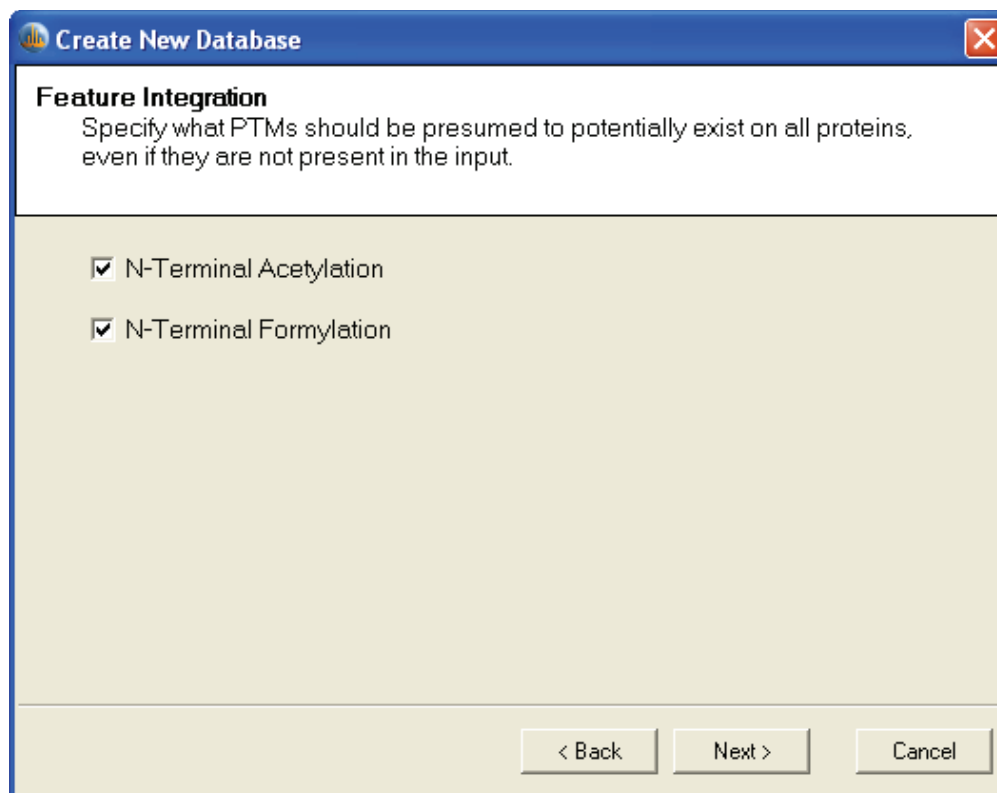 Create New Database
Feature Integration
Specify what PTMs should be presumed to potentially exist on all proteins,
even if they are not present in the input.
N-Terminal Acetylation
N-Terminal Formylation
< Back
Next >
Cancel